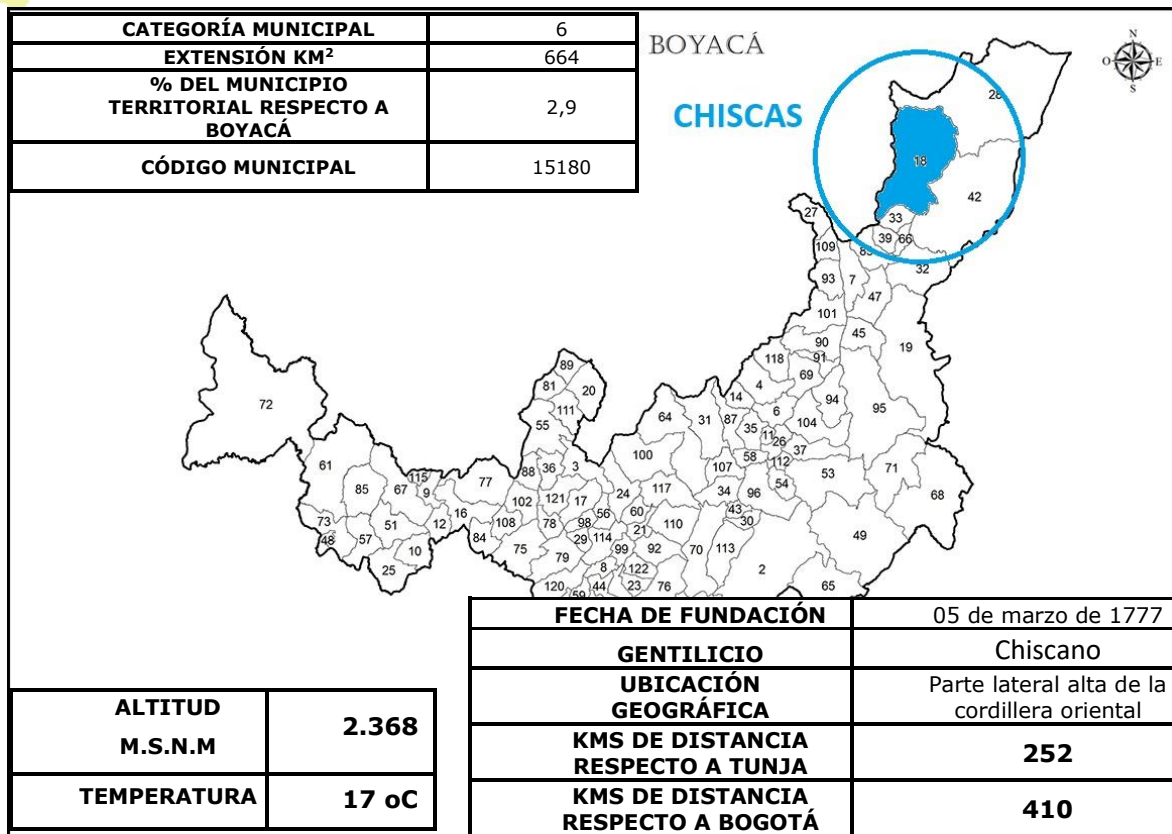 CATEGORÍA MUNICIPAL 6
EXTENSIÓN KM² 664
% DEL MUNICIPIO
TERRITORIAL RESPECTO A
BOYACÁ
2,9
CÓDIGO MUNICIPAL 15180
BOYACÁ
N
O E
S
CHISCAS
28
18
42
27
33
39 66
109
32
93 7
47
101
45
90
19
118 91
69
89
4
81 20
14
94
72
111
64 31 87
6
95
55
35 11
104
26
37
100
58
61
88 36 3
107 112
53
71
115
77
85 67
9
117
34 96 54
68
102 121 17
24
73
16
56 60
43
51
12
108 78 98
110
30
48
57
84
29 114
21
49
10
75
99 92 70 113
79
25
8
122
2
120 44 23 76
65
59
FECHA DE FUNDACIÓN 05 de marzo de 1777
GENTILICIO Chiscano
UBICACIÓN
GEOGRÁFICA
Parte lateral alta de la
cordillera oriental
KMS DE DISTANCIA
RESPECTO A TUNJA
252
KMS DE DISTANCIA
RESPECTO A BOGOTÁ
410
ALTITUD
M.S.N.M
2.368
TEMPERATURA 17 oC